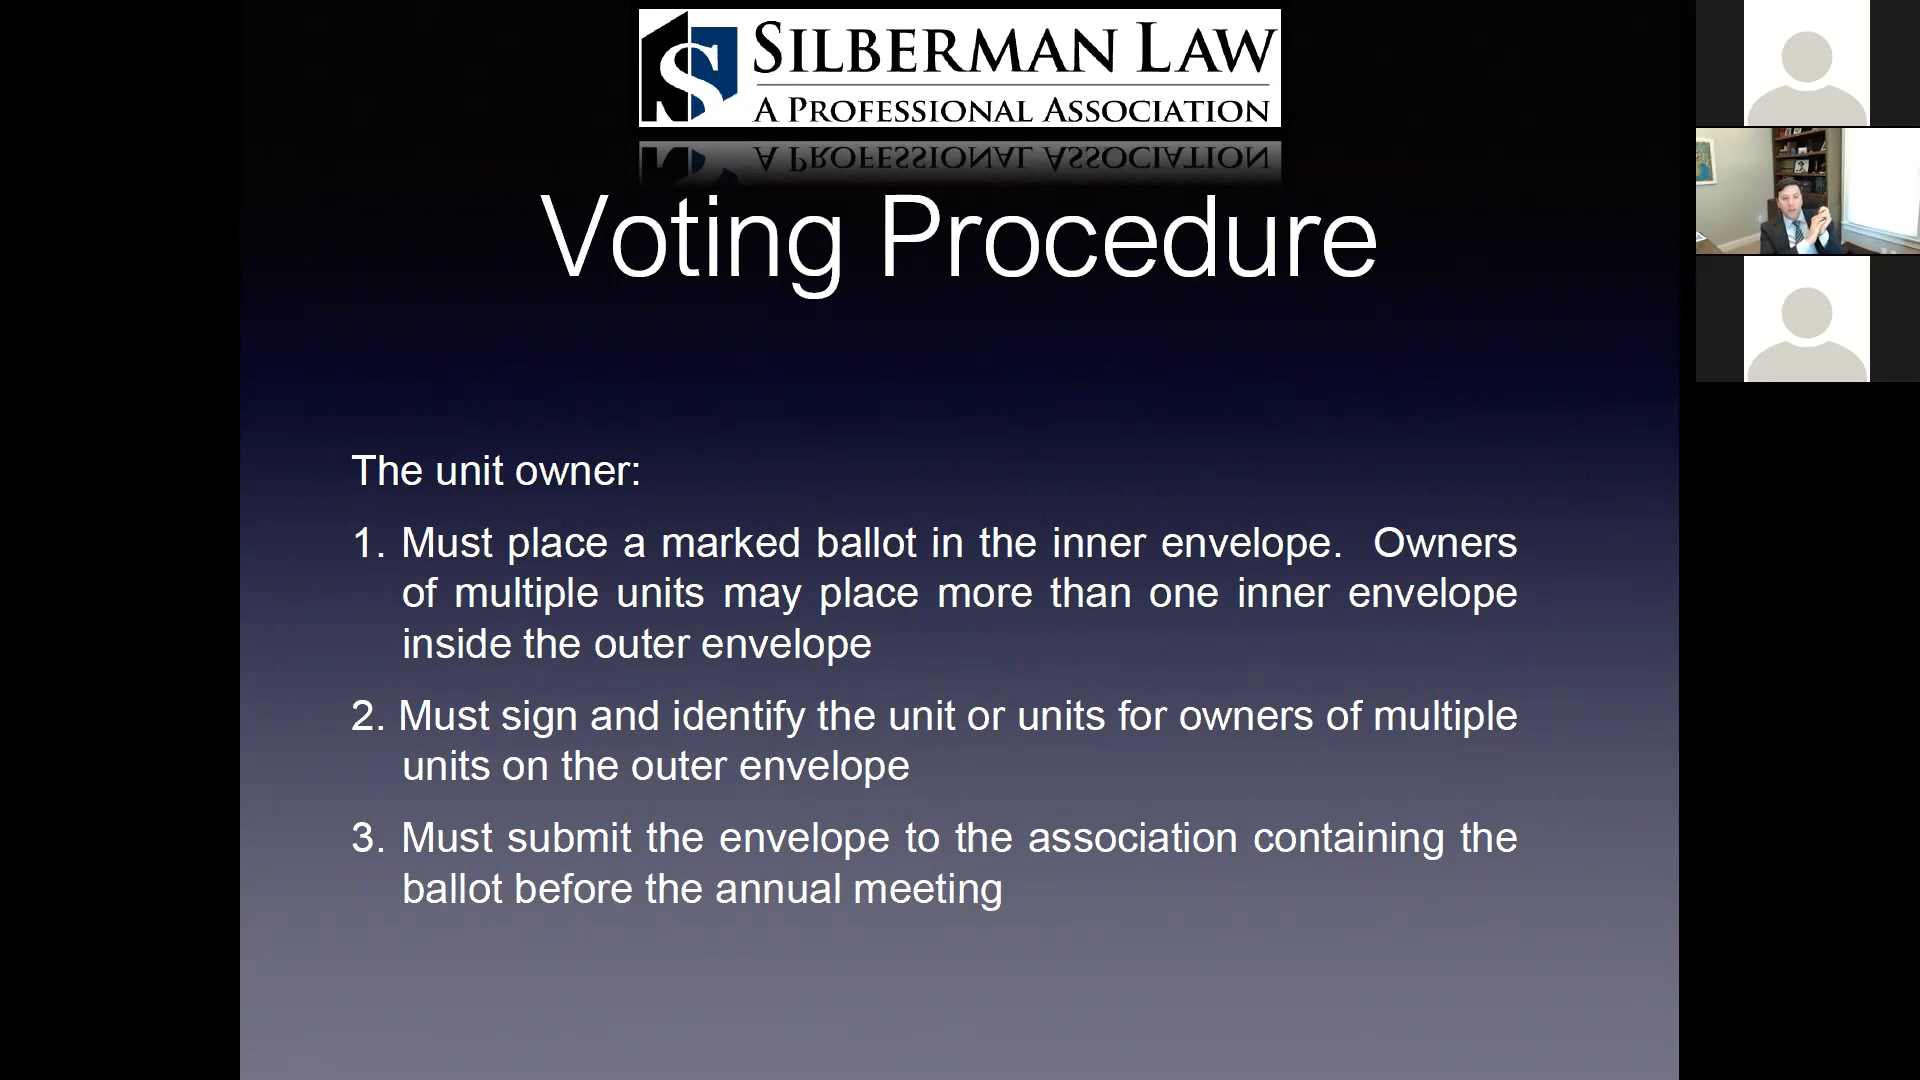 SILBERMAN LAW
A PROFESSIONAL ASSOCIATION
Voting Procedure
The unit owner:
1. Must place a marked ballot in the inner envelope. Owners
of multiple units may place more than one inner envelope
inside the outer envelope
2. Must sign and identify the unit or units for owners of multiple
units on the outer envelope
3. Must submit the envelope to the association containing the
ballot before the annual meeting